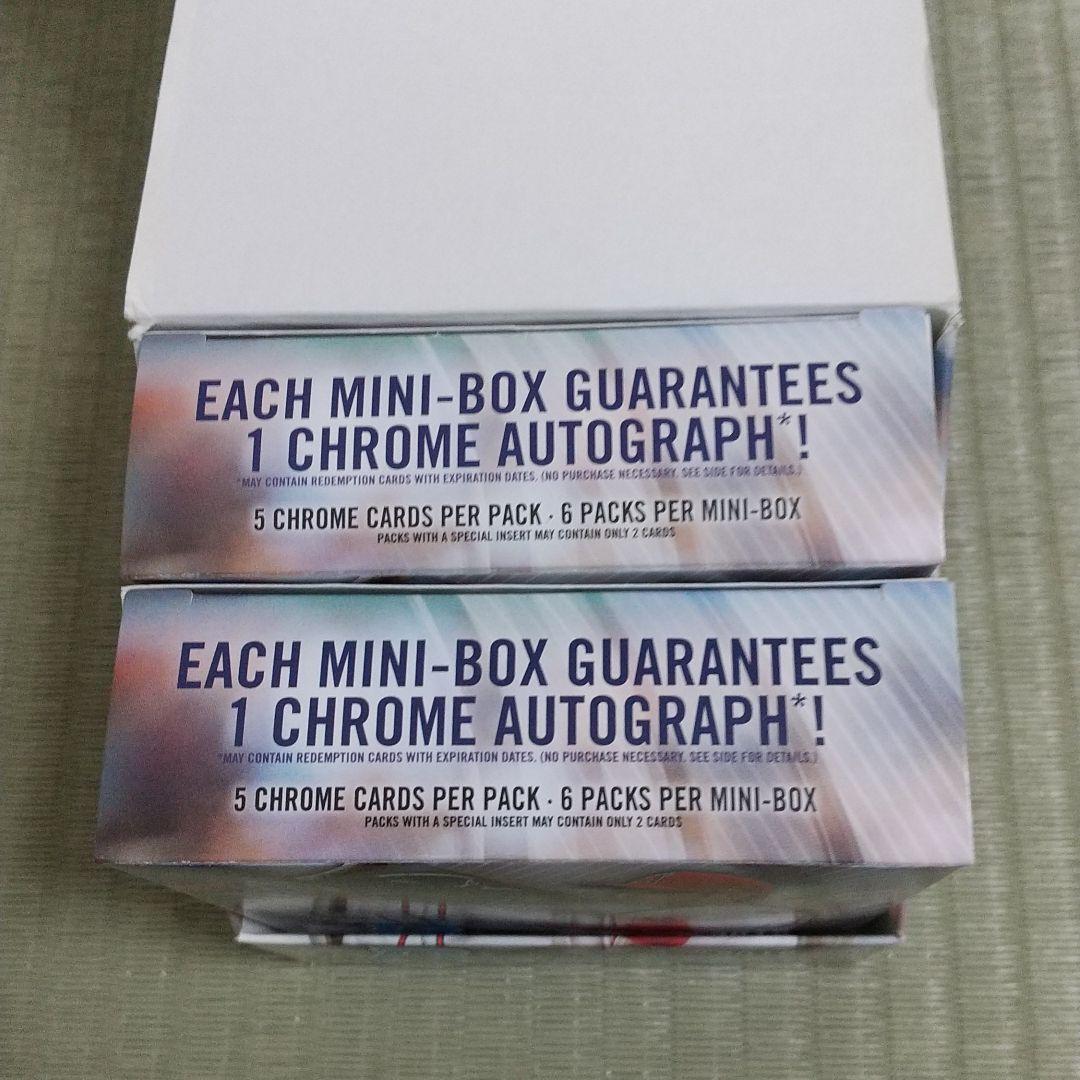 EACH MINI-BOX GUARANTEES
1 CHROME AUTOGRAPH*!
*MAY CONTAIN REDEMPTION CARDS WITH EXPIRATION DATES. (NO PURCHASE NECESSARY. SEE SIDE FOR DETAILS.)
5 CHROME CARDS PER PACK · 6 PACKS PER MINI-BOX
PACKS WITH A SPECIAL INSERT MAY CONTAIN ONLY 2 CARDS
EACH MINI-BOX GUARANTEES
1 CHROME AUTOGRAPH*!
*MAY CONTAIN REDEMPTION CARDS WITH EXPIRATION DATES. (NO PURCHASE NECESSARY. SEE SIDE FOR DETAILS.)
5 CHROME CARDS PER PACK · 6 PACKS PER MINI-BOX
PACKS WITH A SPECIAL INSERT MAY CONTAIN ONLY 2 CARDS